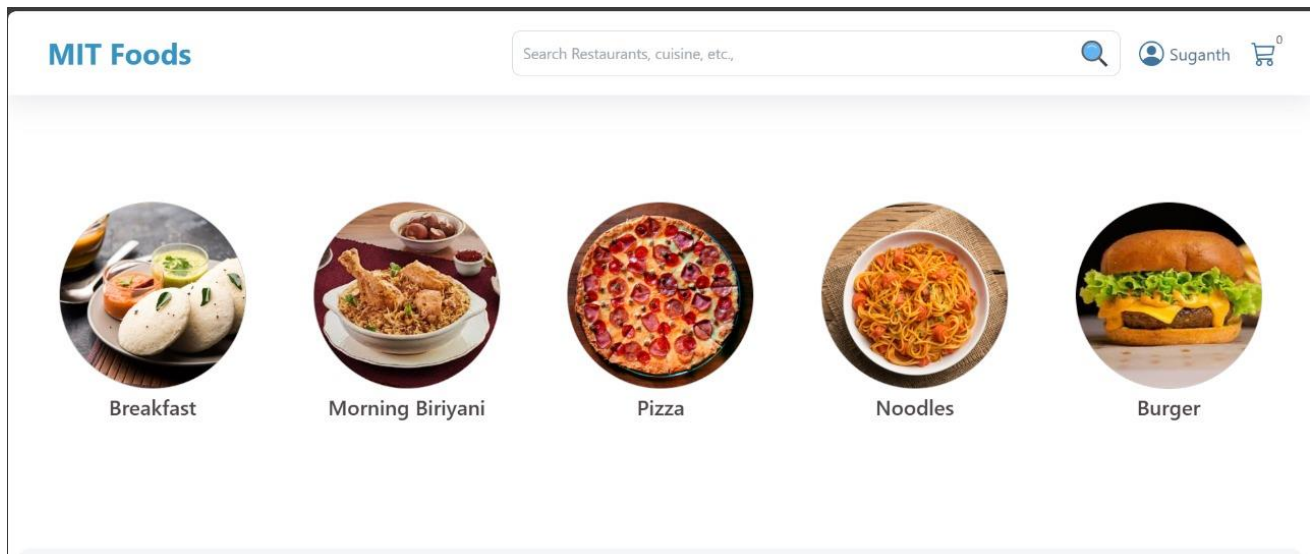 MIT Foods
Search Restaurants, cuisine, etc.,
Suganth
0
Breakfast
Morning Biriyani
Pizza
Noodles
Burger